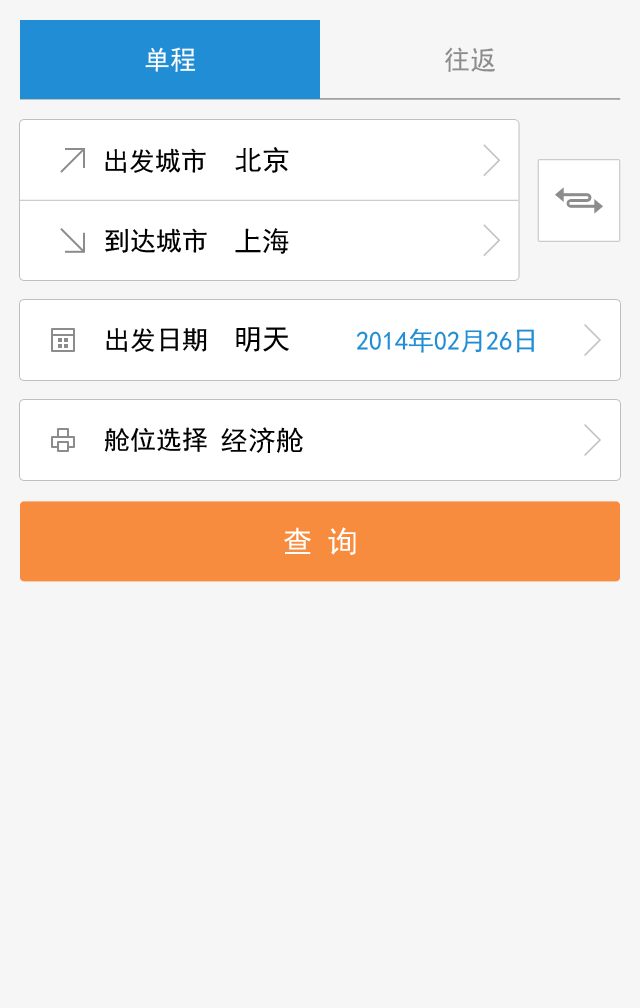 单程 往返
出发城市 北京
到达城市 上海
出发日期 明天 2014年02月26日
舱位选择 经济舱
查 询